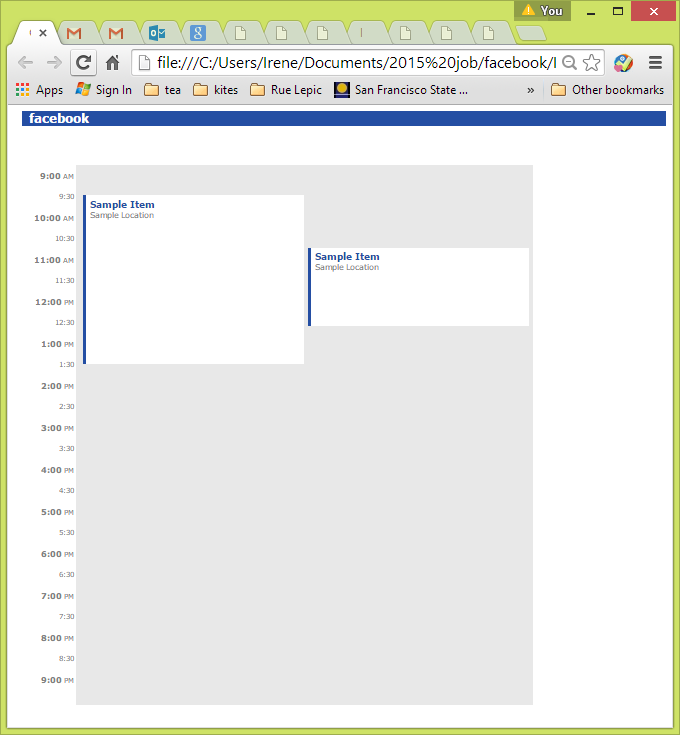 You
file:///C:/Users/Irene/Documents/2015%20job/facebook/
Apps Sign In tea kites Rue Lepic San Francisco State ... » Other bookmarks
facebook
9:00 AM
9:30
Sample Item
Sample Location
10:00 AM
10:30
Sample Item
11:00 AM
Sample Location
11:30
12:00 PM
12:30
1:00 PM
1:30
2:00 PM
2:30
3:00 PM
3:30
4:00 PM
4:30
5:00 PM
5:30
6:00 PM
6:30
7:00 PM
7:30
8:00 PM
8:30
9:00 PM